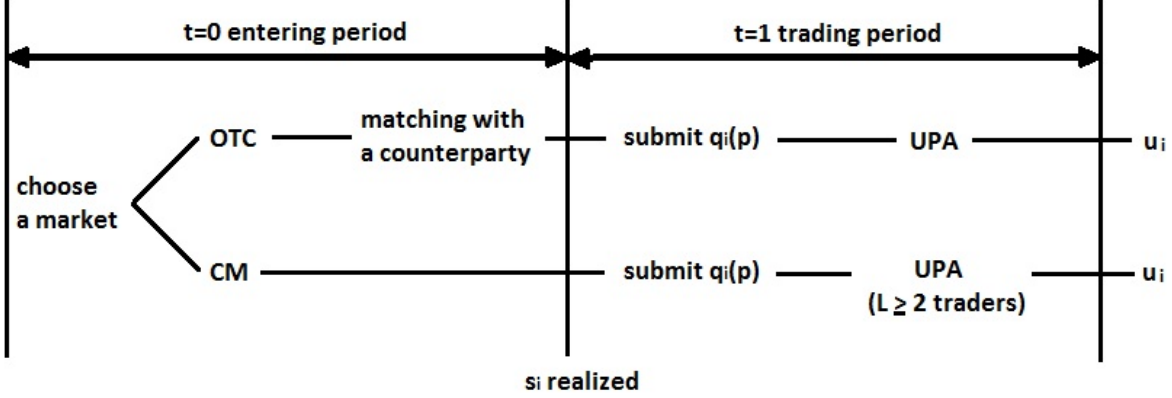 t=0 entering period
t=1 trading period
choose
a market
OTC
matching with
a counterparty
submit qᵢ(p)
UPA
uᵢ
CM
submit qᵢ(p)
UPA
(L ≥ 2 traders)
uᵢ
sᵢ realized